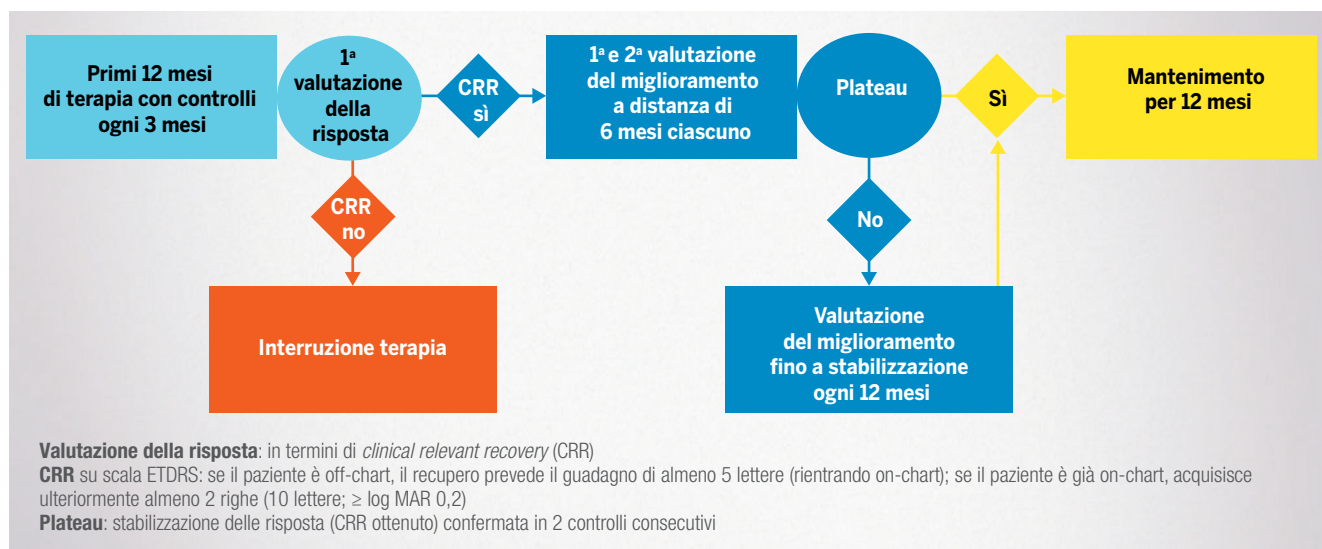 Primi 12 mesi
di terapia con controlli
ogni 3 mesi
1ª
valutazione
della
risposta
CRR
sì
1ª e 2ª valutazione
del miglioramento
a distanza di
6 mesi ciascuno
Plateau
Sì
Mantenimento
per 12 mesi
CRR
no
No
Interruzione terapia
Valutazione
del miglioramento
fino a stabilizzazione
ogni 12 mesi
Valutazione della risposta: in termini di clinical relevant recovery (CRR)
CRR su scala ETDRS: se il paziente è off-chart, il recupero prevede il guadagno di almeno 5 lettere (rientrando on-chart); se il paziente è già on-chart, acquisisce
ulteriormente almeno 2 righe (10 lettere; ≥ log MAR 0,2)
Plateau: stabilizzazione delle risposta (CRR ottenuto) confermata in 2 controlli consecutivi